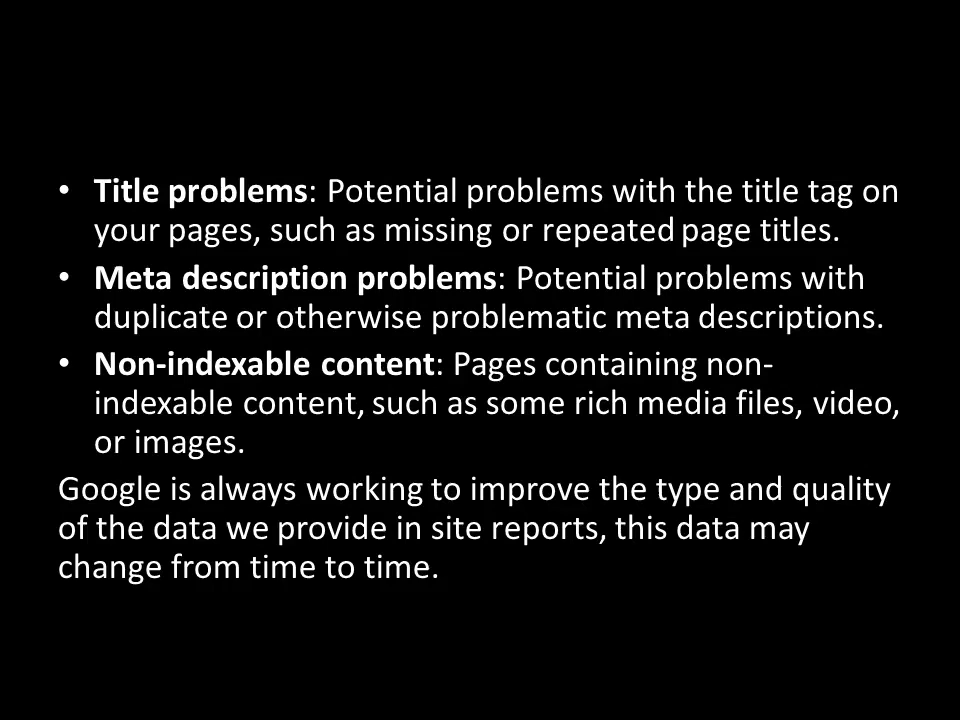 • Title problems: Potential problems with the title tag on
your pages, such as missing or repeated page titles.
• Meta description problems: Potential problems with
duplicate or otherwise problematic meta descriptions.
• Non-indexable content: Pages containing non-
indexable content, such as some rich media files, video,
or images.
Google is always working to improve the type and quality
of the data we provide in site reports, this data may
change from time to time.